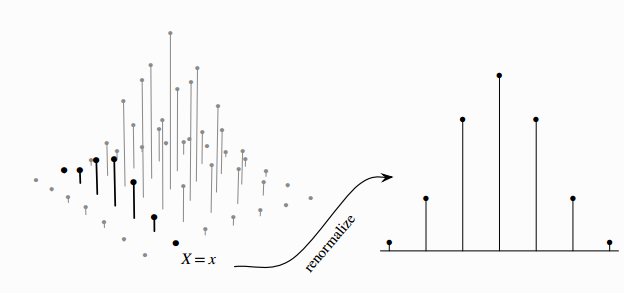 X = x
renormalize